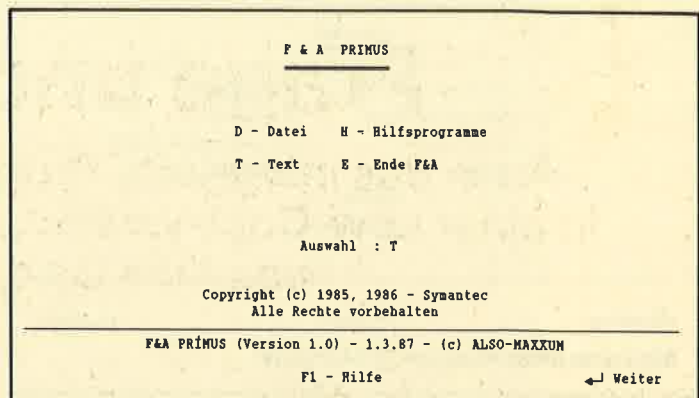 F & A PRIMUS
D - Datei H - Hilfsprogramme
T - Text E - Ende F&A
Auswahl : T
Copyright (c) 1985, 1986 - Symantec
Alle Rechte vorbehalten
F&A PRIMUS (Version 1.0) - 1.3.87 - (c) ALSO-MAXXUM
F1 - Hilfe ↵ Weiter